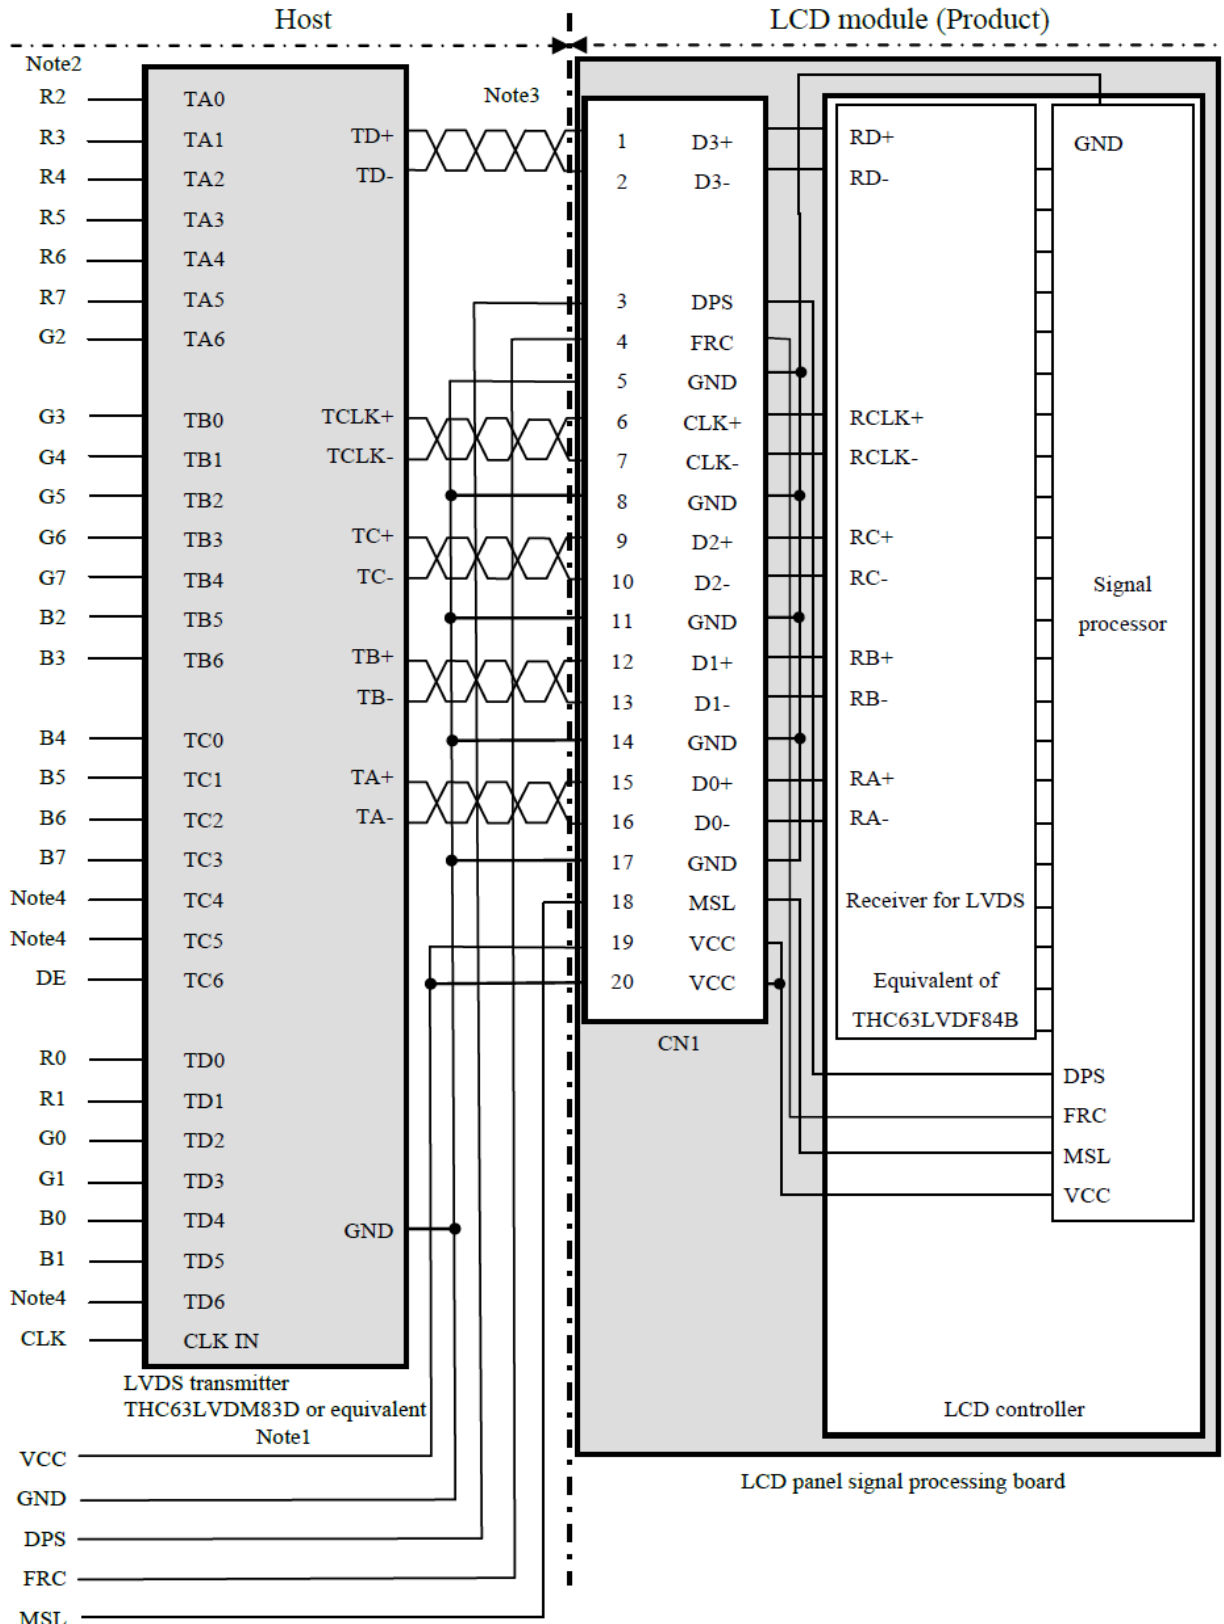 Host
LCD module (Product)
Note2
Note3
R2 TA0
R3 TA1 TD+
R4 TA2 TD-
R5 TA3
R6 TA4
R7 TA5
G2 TA6
G3 TB0 TCLK+
G4 TB1 TCLK-
G5 TB2
G6 TB3 TC+
G7 TB4 TC-
B2 TB5
B3 TB6 TB+
TB-
B4 TC0
B5 TC1 TA+
B6 TC2 TA-
B7 TC3
Note4 TC4
Note4 TC5
DE TC6
R0 TD0
R1 TD1
G0 TD2
G1 TD3
B0 TD4 GND
B1 TD5
Note4 TD6
CLK CLK IN
LVDS transmitter
THC63LVDM83D or equivalent
Note1
VCC
GND
DPS
FRC
MSL
1 D3+
2 D3-
3 DPS
4 FRC
5 GND
6 CLK+
7 CLK-
8 GND
9 D2+
10 D2-
11 GND
12 D1+
13 D1-
14 GND
15 D0+
16 D0-
17 GND
18 MSL
19 VCC
20 VCC
CN1
RD+
RD-
RCLK+
RCLK-
RC+
RC-
RB+
RB-
RA+
RA-
Receiver for LVDS
Equivalent of
THC63LVDF84B
GND
Signal
processor
DPS
FRC
MSL
VCC
LCD controller
LCD panel signal processing board